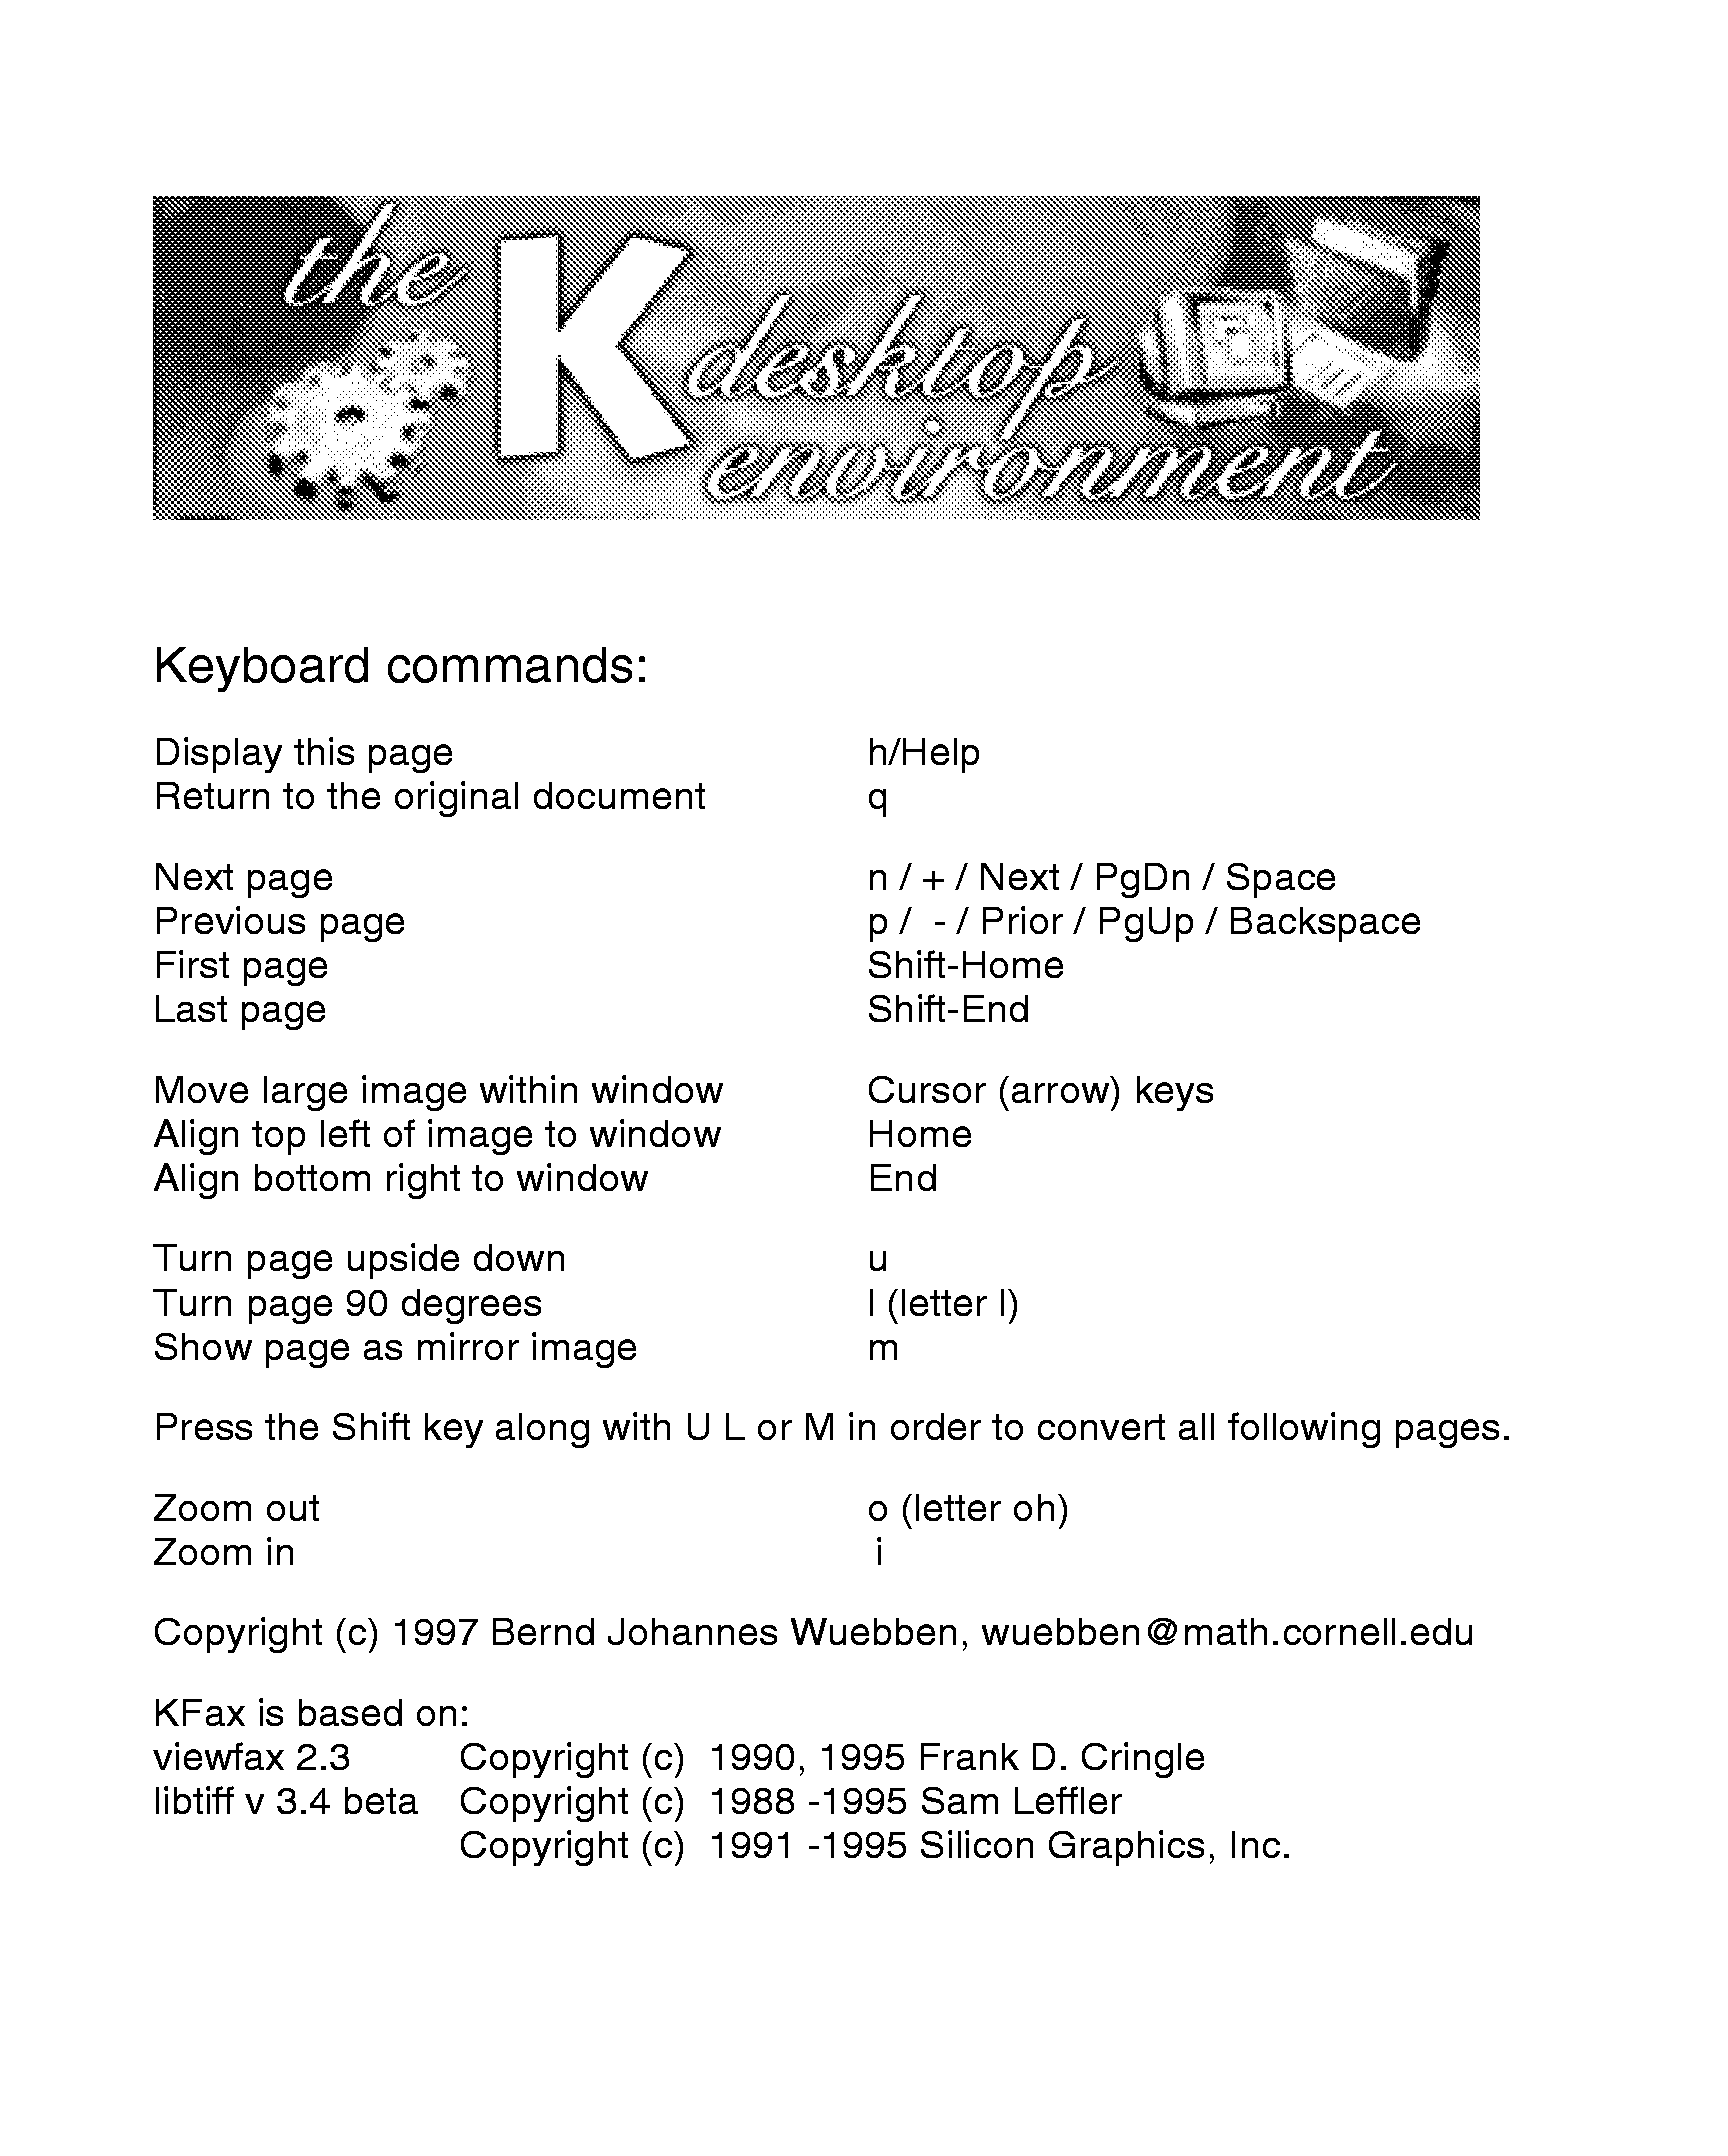 the K desktop
environment
Keyboard commands:
Display this page h/Help
Return to the original document q
Next page n / + / Next / PgDn / Space
Previous page p /  - / Prior / PgUp / Backspace
First page Shift-Home
Last page Shift-End
Move large image within window Cursor (arrow) keys
Align top left of image to window Home
Align bottom right to window End
Turn page upside down u
Turn page 90 degrees l (letter l)
Show page as mirror image m
Press the Shift key along with U L or M in order to convert all following pages.
Zoom out o (letter oh)
Zoom in i
Copyright (c) 1997 Bernd Johannes Wuebben, wuebben@math.cornell.edu
KFax is based on:
viewfax 2.3 Copyright (c)  1990, 1995 Frank D. Cringle
libtiff v 3.4 beta Copyright (c)  1988 -1995 Sam Leffler
Copyright (c)  1991 -1995 Silicon Graphics, Inc.